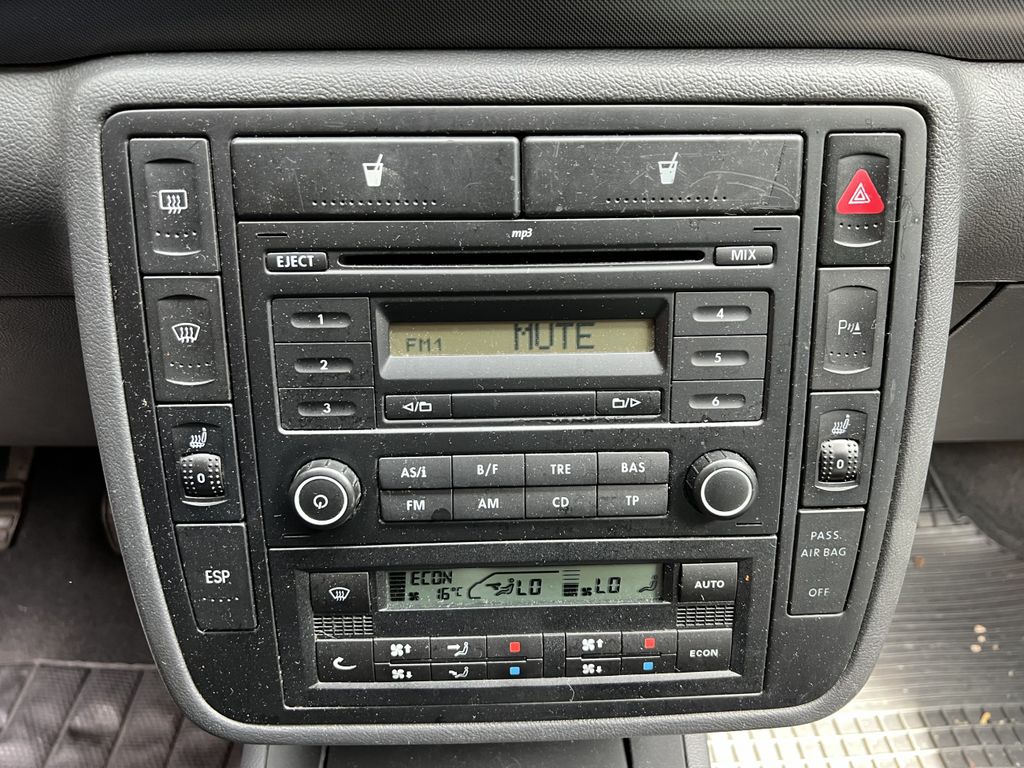 mp3
EJECT
MIX
1
4
FM1 MUTE
2
5
3
6
AS/i B/F TRE BAS
FM AM CD TP
0
0
ESP
PASS.
AIR BAG
OFF
ECON
16°C LO LO
AUTO
ECON
P